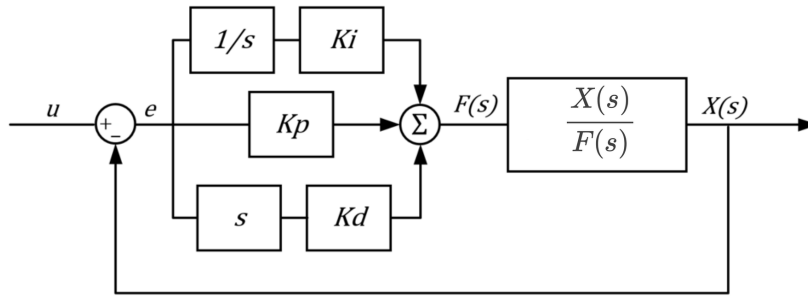 1/s
Ki
u
+
−
e
Kp
Σ
F(s)
X(s)
F(s)
X(s)
s
Kd